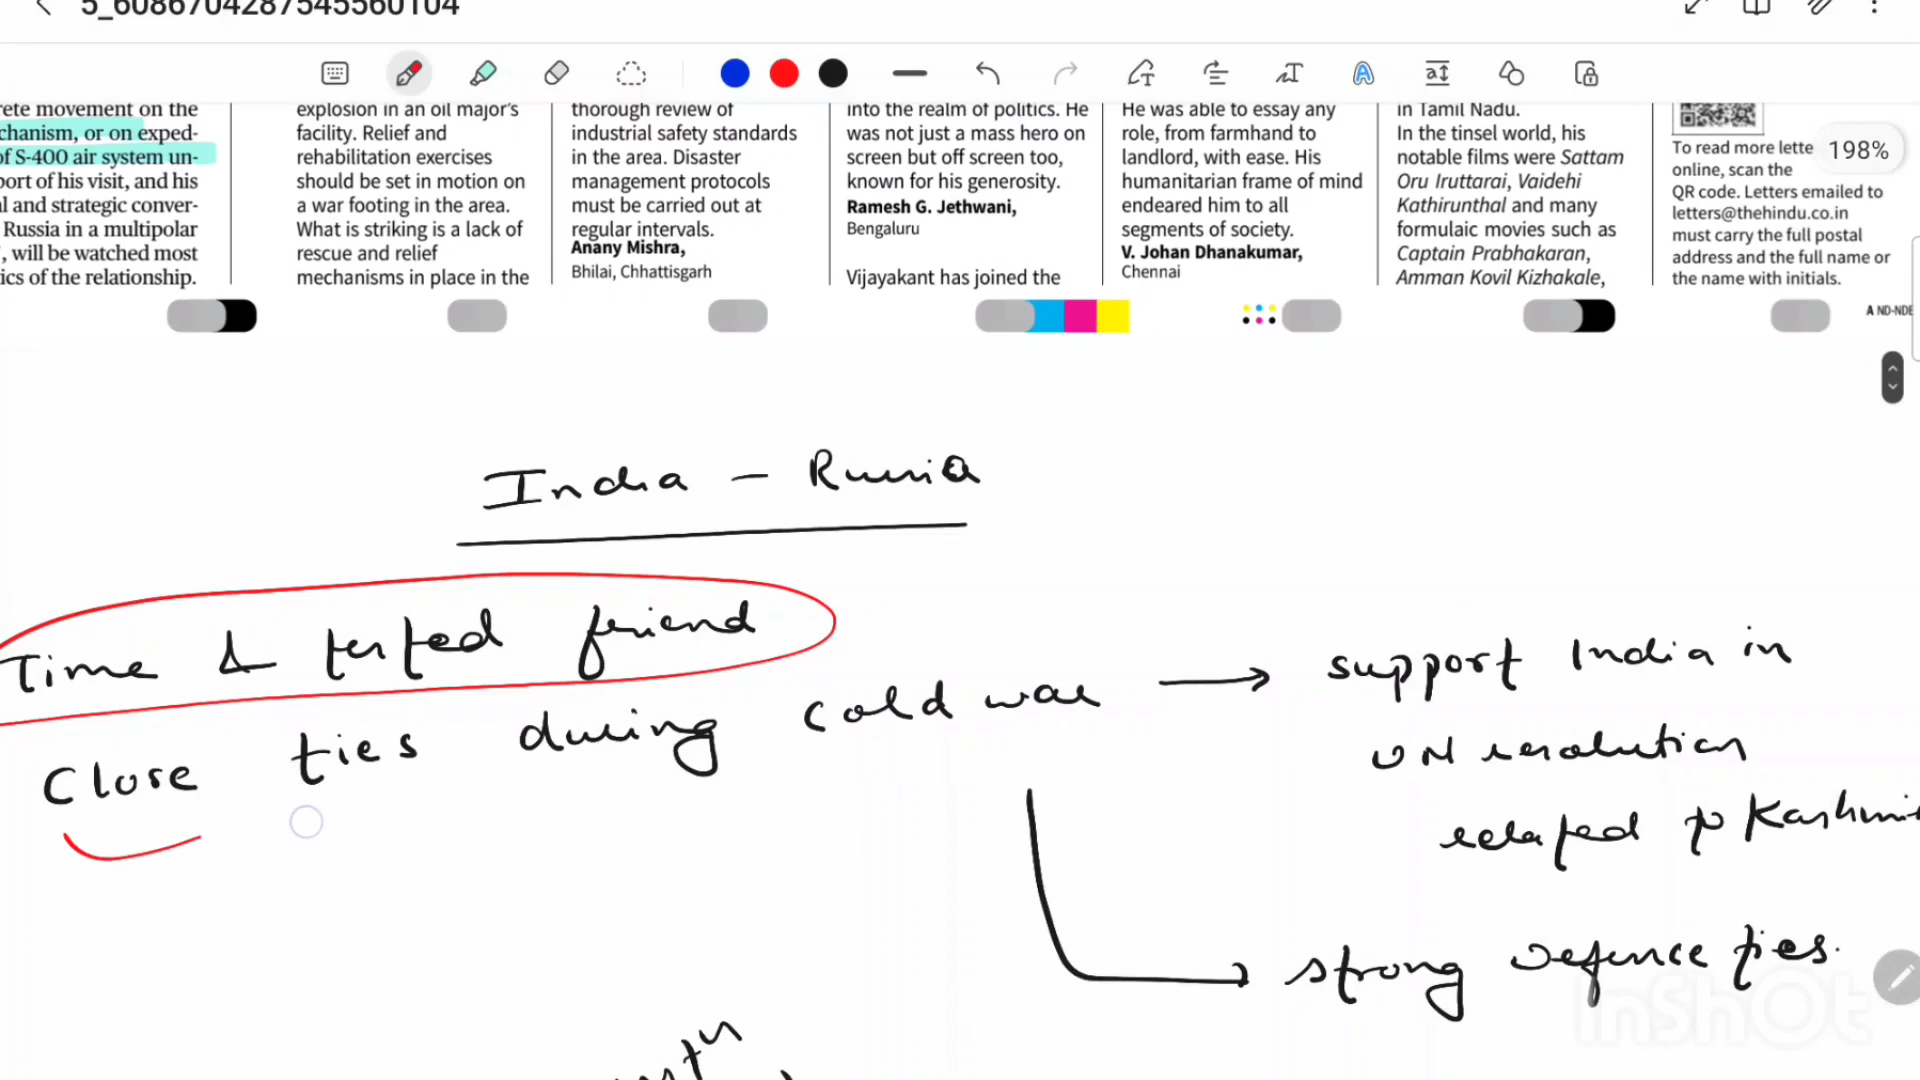 5_6086704287545560104
198%
rete movement on the
chanism, or on exped-
of S-400 air system un-
port of his visit, and his
l and strategic conver-
Russia in a multipolar
, will be watched most
ics of the relationship.
explosion in an oil major's
facility. Relief and
rehabilitation exercises
should be set in motion on
a war footing in the area.
What is striking is a lack of
rescue and relief
mechanisms in place in the
thorough review of
industrial safety standards
in the area. Disaster
management protocols
must be carried out at
regular intervals.
Anany Mishra,
Bhilai, Chhattisgarh
into the realm of politics. He
was not just a mass hero on
screen but off screen too,
known for his generosity.
Ramesh G. Jethwani,
Bengaluru
Vijayakant has joined the
He was able to essay any
role, from farmhand to
landlord, with ease. His
humanitarian frame of mind
endeared him to all
segments of society.
V. Johan Dhanakumar,
Chennai
in Tamil Nadu.
In the tinsel world, his
notable films were Sattam
Oru Iruttarai, Vaidehi
Kathirunthal and many
formulaic movies such as
Captain Prabhakaran,
Amman Kovil Kizhakale,
To read more lette
online, scan the
QR code. Letters emailed to
letters@thehindu.co.in
must carry the full postal
address and the full name or
the name with initials.
A ND-NDE
India - Russia
Time & tested friend
Close ties during cold war → support India in
UN resolution
related to Kashmi
strong defence ties.
InShOt